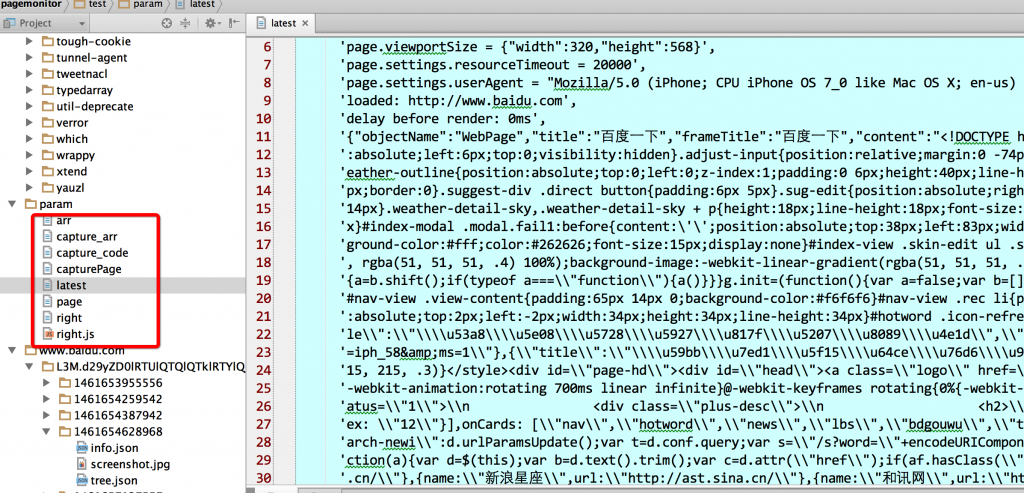 pagemonitor test param latest
Project
latest
tough-cookie
tunnel-agent
tweetnacl
typedarray
util-deprecate
verror
which
wrappy
xtend
yauzl
param
arr
capture_arr
capture_code
capturePage
latest
page
right
right.js
www.baidu.com
1461653955556
1461654259542
1461654387942
1461654628968
info.json
screenshot.jpg
tree.json
6 'page.viewportSize = {"width":320,"height":568}',
7 'page.settings.resourceTimeout = 20000',
8 'page.settings.userAgent = "Mozilla/5.0 (iPhone; CPU iPhone OS 7_0 like Mac OS X; en-us)
9 'loaded: http://www.baidu.com',
10 'delay before render: 0ms',
11 '{"objectName":"WebPage","title":"百度一下","frameTitle":"百度一下","content":"<!DOCTYPE h
12 ':absolute;left:6px;top:0;visibility:hidden}.adjust-input{position:relative;margin:0 -74p
13 'eather-outline{position:absolute;top:0;left:0;z-index:1;padding:0 6px;height:40px;line-h
14 'px;border:0}.suggest-div .direct button{padding:6px 5px}.sug-edit{position:absolute;righ
15 '14px}.weather-detail-sky,.weather-detail-sky + p{height:18px;line-height:18px;font-size:
16 'x}#index-modal .modal.fail1:before{content:\'\';position:absolute;top:38px;left:83px;wid
17 'ground-color:#fff;color:#262626;font-size:15px;display:none}#index-view .skin-edit ul .s
18 ', rgba(51, 51, 51, .4) 100%);background-image:-webkit-linear-gradient(rgba(51, 51, 51, .
19 '{a=b.shift();if(typeof a===\\"function\\"){a()}}}g.init=(function(){var a=false;var b=[]
20 '#nav-view .view-content{padding:65px 14px 0;background-color:#f6f6f6}#nav-view .rec li{p
21 ':absolute;top:2px;left:-2px;width:34px;height:34px;line-height:34px}#hotword .icon-refre
22 'le\\":\\"\\\\u53a8\\\\u5e08\\\\u5728\\\\u5927\\\\u817f\\\\u5207\\\\u8089\\\\u4e1d\\",\\"
23 '=iph_58&amp;ms=1\\"},{\\"title\\":\\"\\\\u59bb\\\\u7ed1\\\\u5f15\\\\u64ce\\\\u76d6\\\\u9
24 '15, 215, .3)}</style><div id=\\"page-hd\\"><div id=\\"head\\"><a class=\\"logo\\" href=\
25 '-webkit-animation:rotating 700ms linear infinite}@-webkit-keyframes rotating{0%{-webkit-
26 'atus=\\"1\\">\\n <div class=\\"plus-desc\\">\\n <h2>\
27 'ex: \\"12\\"}],onCards: [\\"nav\\",\\"hotword\\",\\"news\\",\\"lbs\\",\\"bdgouwu\\",\\"t
28 'arch-newi\\":d.urlParamsUpdate();var t=d.conf.query;var s=\\"/s?word=\\"+encodeURICompon
29 'ction(a){var d=$(this);var b=d.text().trim();var c=d.attr(\\"href\\");if(af.hasClass(\\"
30 '.cn/\\"},{name:\\"新浪星座\\",url:\\"http://ast.sina.cn/\\"},{name:\\"和讯网\\",url:\\"ht